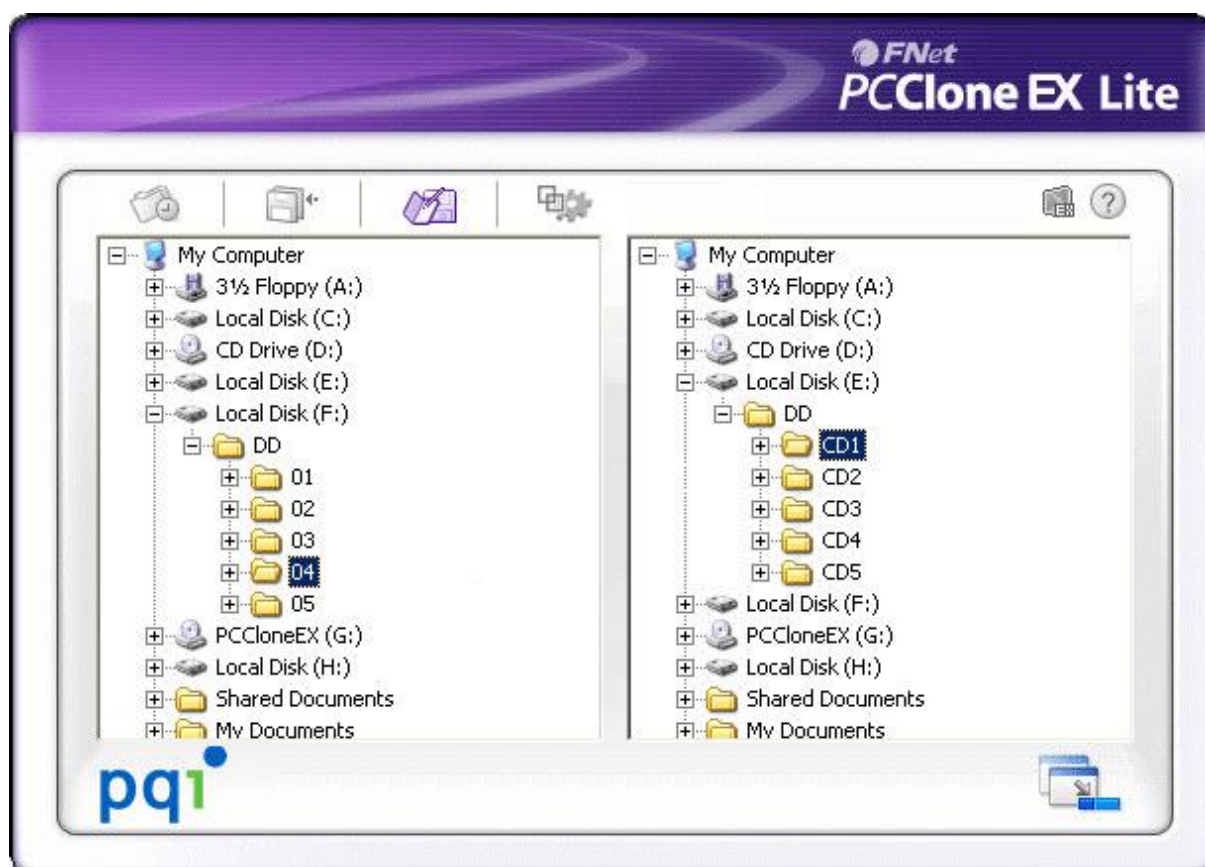 FNet
PCClone EX Lite
My Computer
3½ Floppy (A:)
Local Disk (C:)
CD Drive (D:)
Local Disk (E:)
Local Disk (F:)
DD
01
02
03
04
05
PCCloneEX (G:)
Local Disk (H:)
Shared Documents
My Documents
My Computer
3½ Floppy (A:)
Local Disk (C:)
CD Drive (D:)
Local Disk (E:)
DD
CD1
CD2
CD3
CD4
CD5
Local Disk (F:)
PCCloneEX (G:)
Local Disk (H:)
Shared Documents
My Documents
pqi